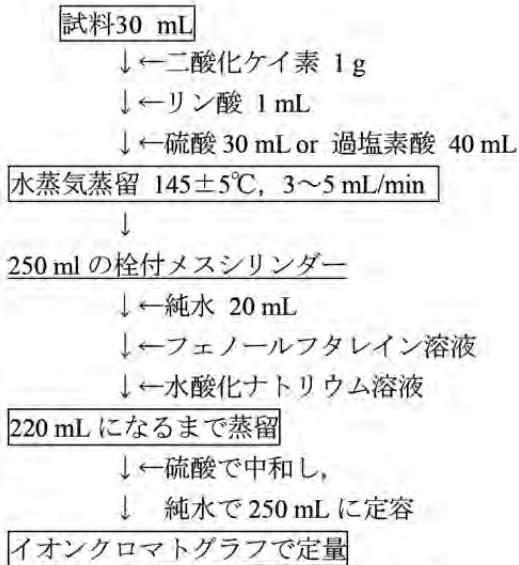 試料30 mL
↓←二酸化ケイ素 1 g
↓←リン酸 1 mL
↓←硫酸 30 mL or 過塩素酸 40 mL
水蒸気蒸留 145±5℃, 3～5 mL/min
↓
250 ml の栓付メスシリンダー
↓←純水 20 mL
↓←フェノールフタレイン溶液
↓←水酸化ナトリウム溶液
220 mL になるまで蒸留
↓←硫酸で中和し,
↓ 純水で 250 mL に定容
イオンクロマトグラフで定量